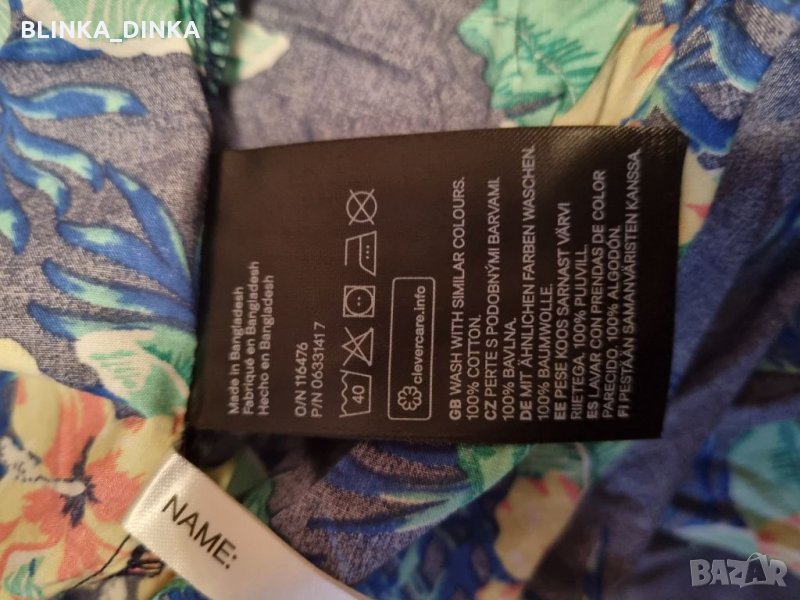 BLINKA_DINKA
Made in Bangladesh
Fabriqué en Bangladesh
Hecho en Bangladesh
O/N 116476
P/N 06331417
40
clevercare.info
GB WASH WITH SIMILAR COLOURS.
100% COTTON.
CZ PERTE S PODOBNÝMI BARVAMI.
100% BAVLNA.
DE MIT ÄHNLICHEN FARBEN WASCHEN.
100% BAUMWOLLE.
EE PESE KOOS SARNAST VÄRVI
RIIETEGA. 100% PUUVILL.
ES LAVAR CON PRENDAS DE COLOR
PARECIDO. 100% ALGODÓN.
FI PESTÄÄN SAMANVÄRISTEN KANSSA.
NAME:
BAZAR